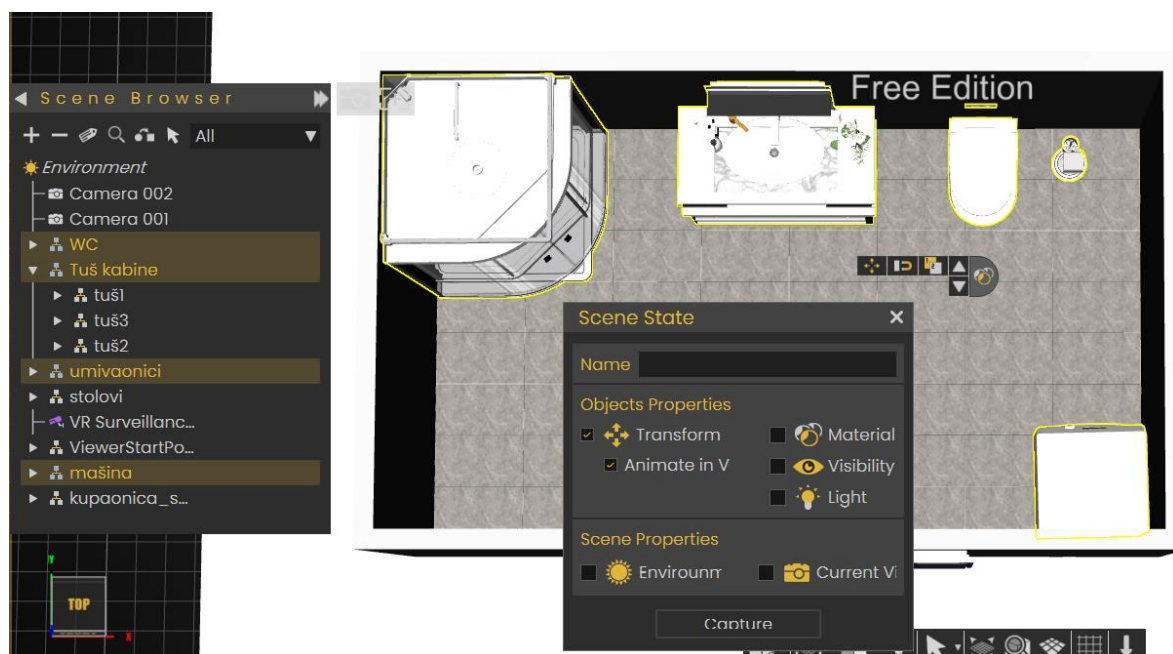 Scene Browser
All
Environment
Camera 002
Camera 001
WC
Tuš kabine
tuš1
tuš3
tuš2
umivaonici
stolovi
VR Surveillanc...
ViewerStartPo...
mašina
kupaonica_s...
TOP
Y
X
Free Edition
Scene State
Name
Objects Properties
Transform
Material
Animate in V
Visibility
Light
Scene Properties
Environm
Current Vi
Capture